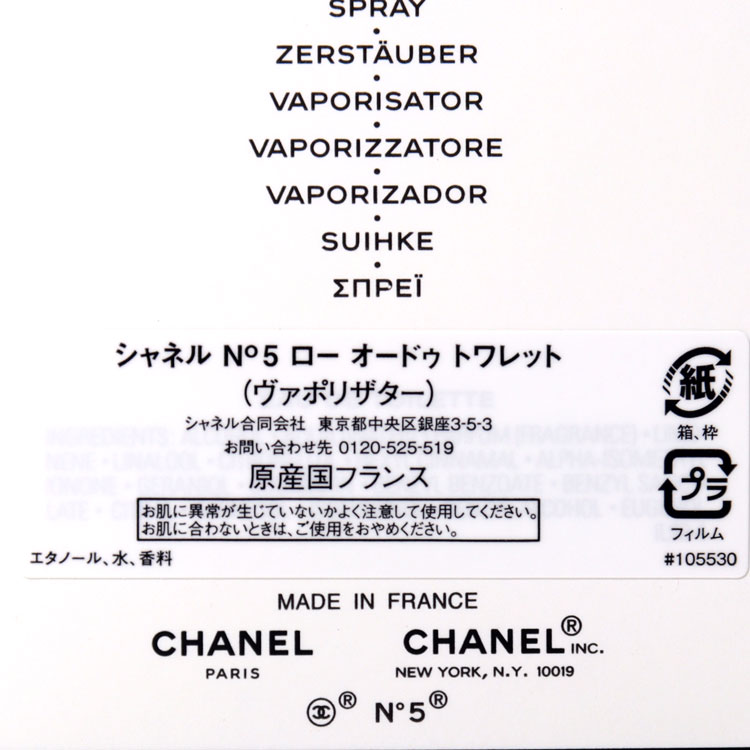 SPRAY
ZERSTÄUBER
VAPORISATOR
VAPORIZZATORE
VAPORIZADOR
SUIHKE
ΣΠΡΕΪ
シャネル Nº5 ロー オードゥ トワレット
(ヴァポリザター)
シャネル合同会社 東京都中央区銀座3-5-3
お問い合わせ先 0120-525-519
原産国、フランス
お肌に異常が生じていないかよく注意して使用してください。
お肌に合わないときは、ご使用をおやめください。
エタノール、水、香料
紙
箱、枠
プラ
フィルム
#105530
MADE IN FRANCE
CHANEL
PARIS
CHANEL® INC.
NEW YORK, N.Y. 10019
® Nº5®